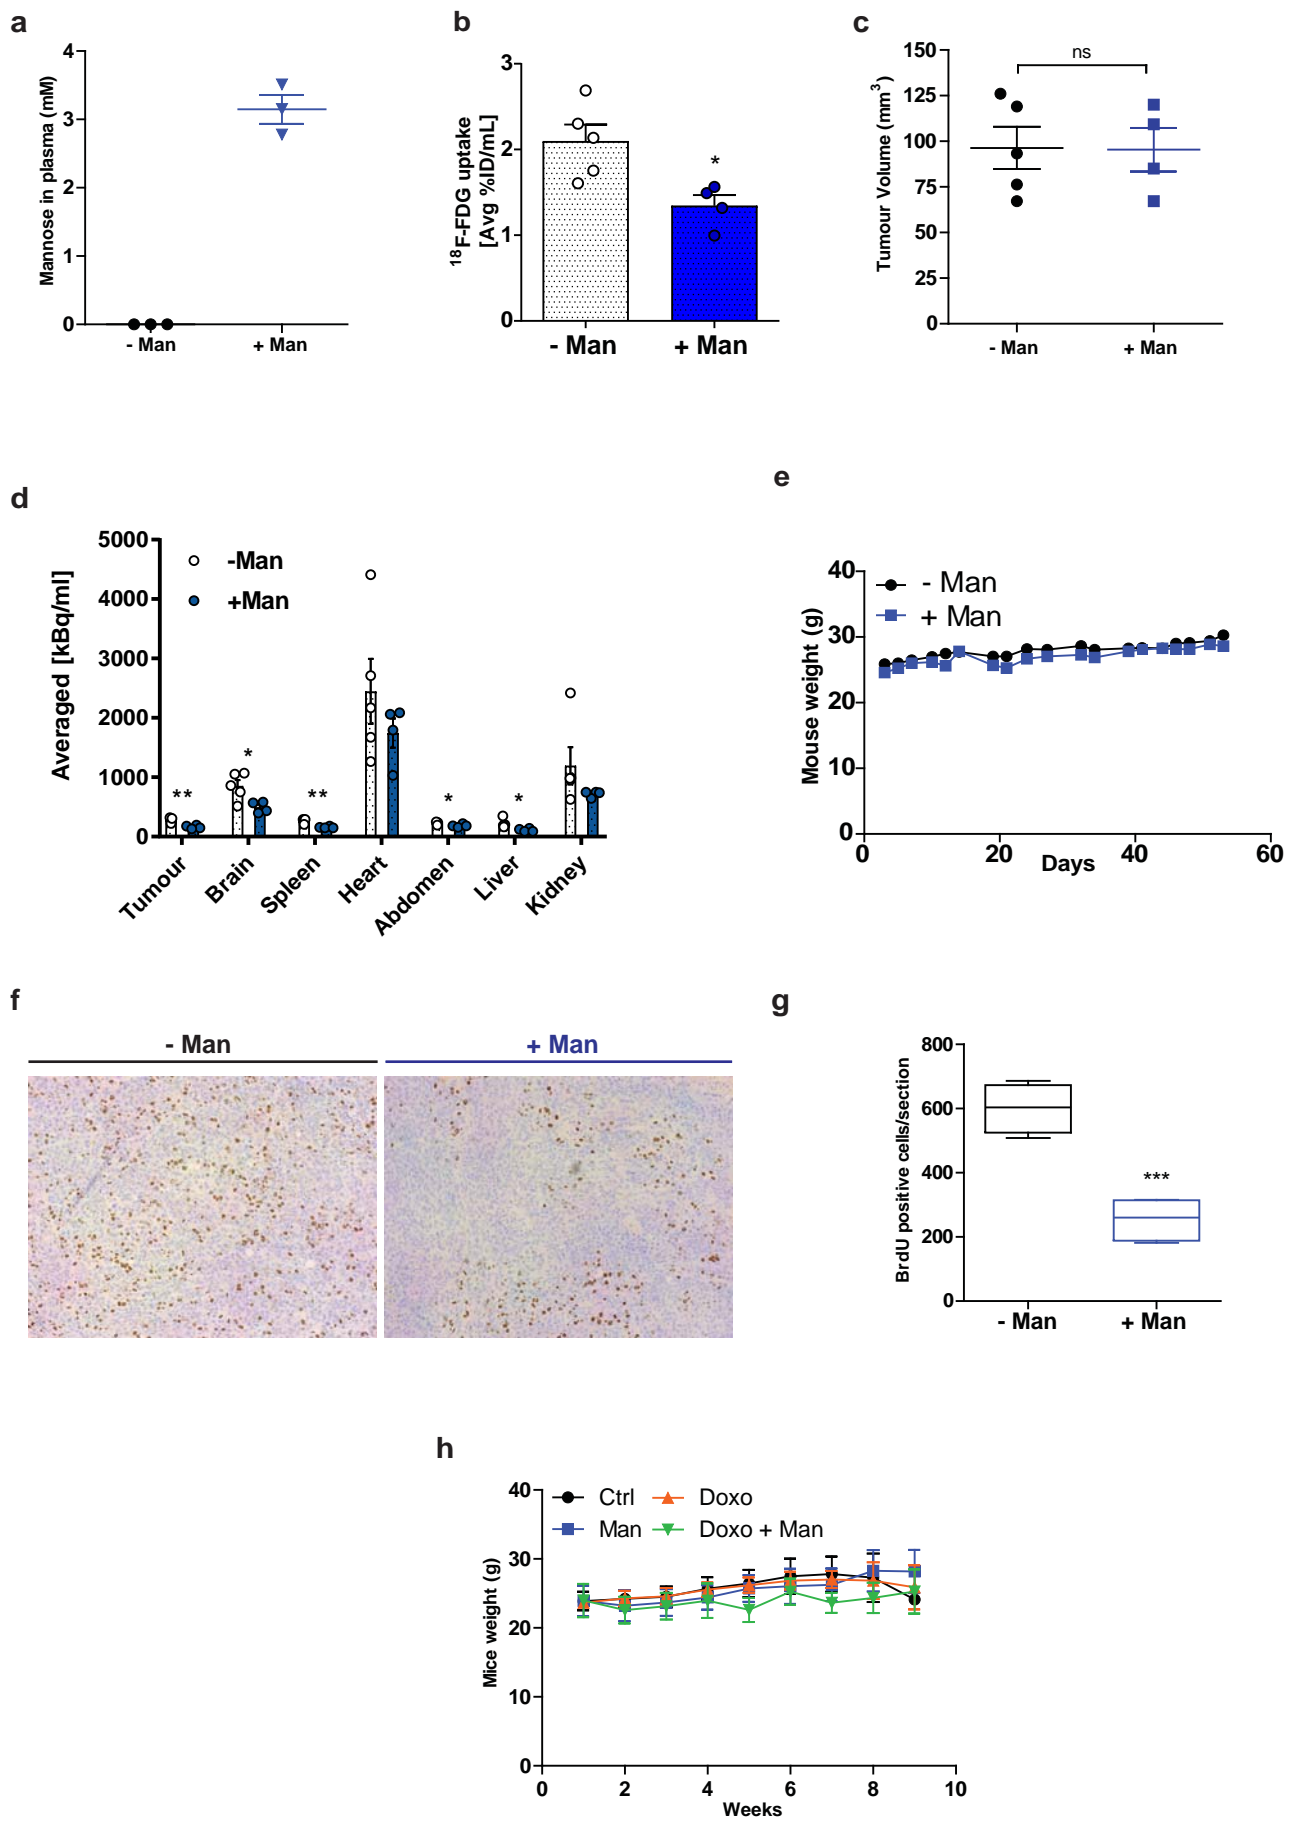 a
Mannose in plasma (mM)
4
3
2
1
0
- Man
+ Man
b
18F-FDG uptake
[Avg %ID/mL]
3
2
1
0
*
- Man
+ Man
c
Tumour Volume (mm3)
150
125
100
75
50
25
0
ns
- Man
+ Man
d
Averaged [kBq/ml]
5000
4000
3000
2000
1000
0
-Man
+Man
**
*
**
*
*
Tumour
Brain
Spleen
Heart
Abdomen
Liver
Kidney
e
Mouse weight (g)
40
30
20
10
0
- Man
+ Man
0
20
40
60
Days
f
- Man
+ Man
g
BrdU positive cells/section
800
600
400
200
0
***
- Man
+ Man
h
Mice weight (g)
40
30
20
10
0
Ctrl
Doxo
Man
Doxo + Man
0
2
4
6
8
10
Weeks